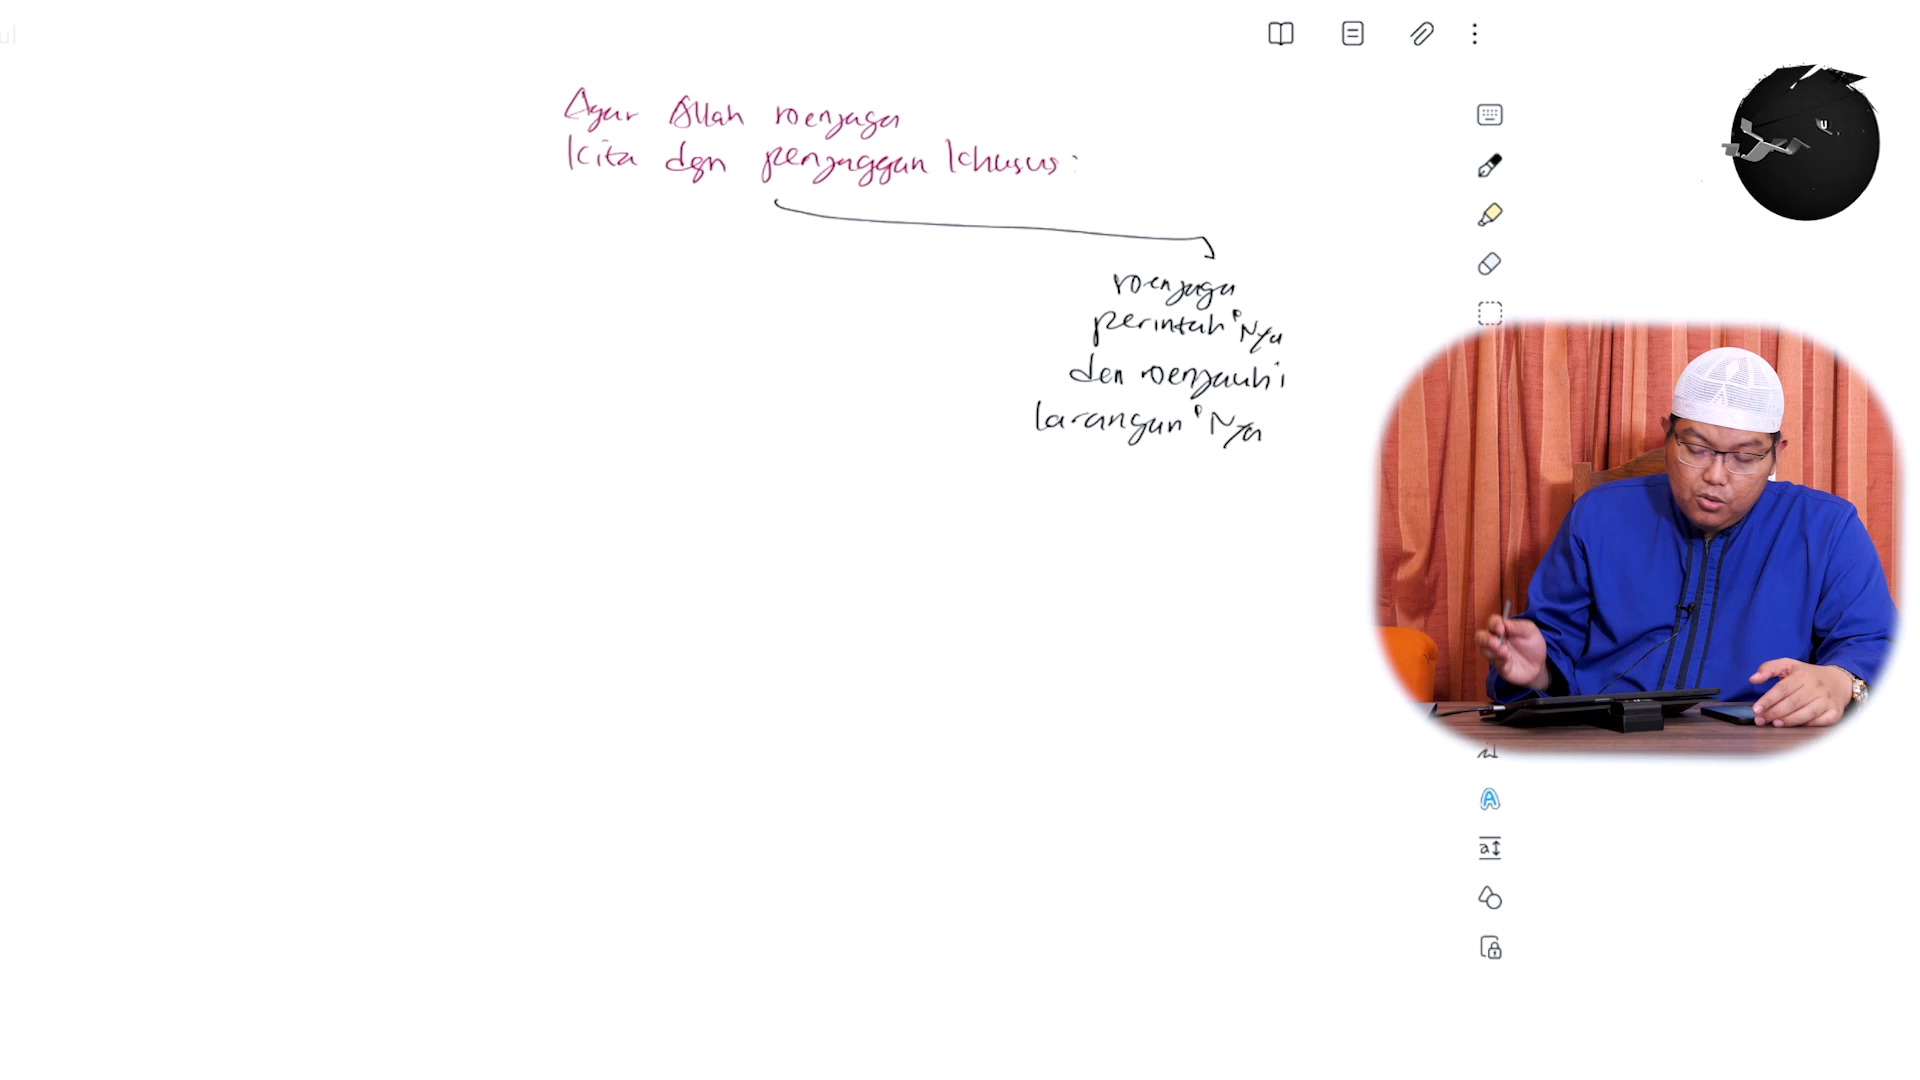 Agar Allah menjaga
kita dgn penjagaan khusus:
menjaga
perintah²Nya
dan menjauhi
larangan²Nya